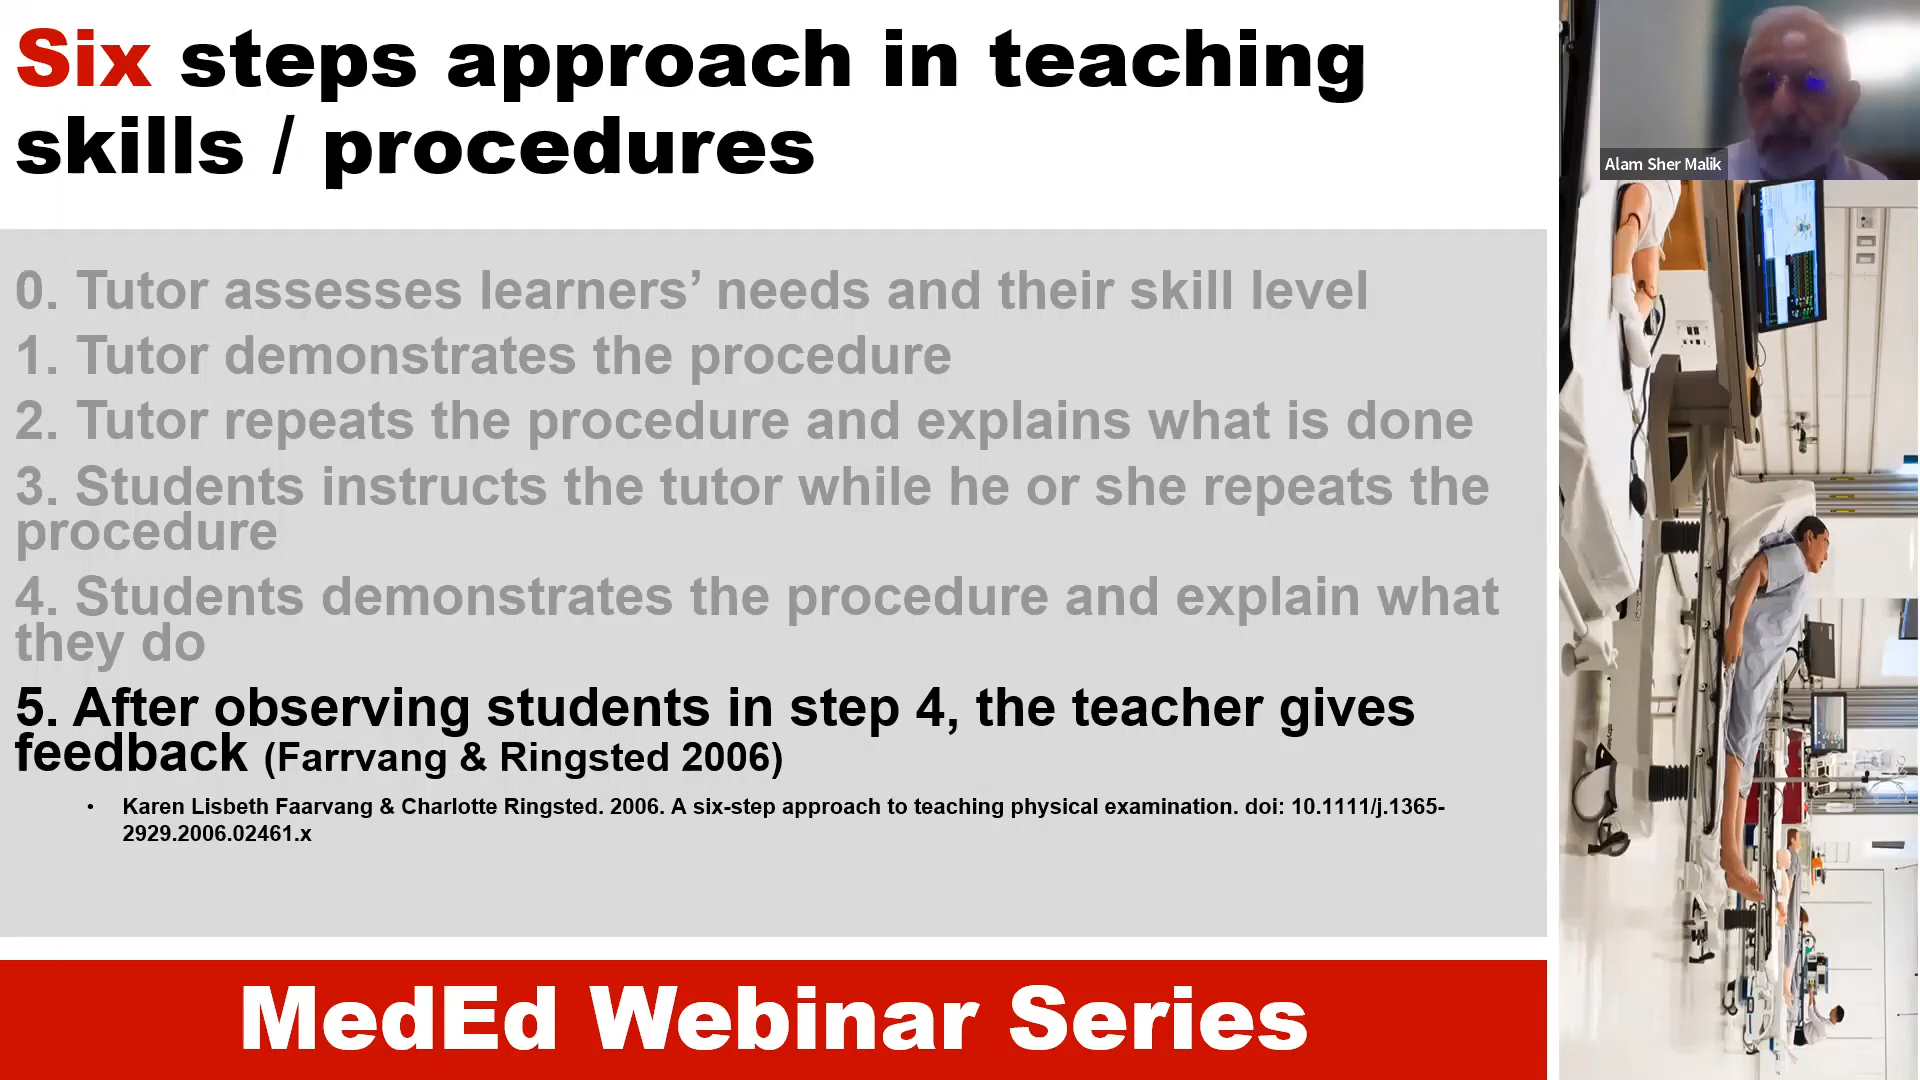 Six steps approach in teaching
skills / procedures
Alam Sher Malik
0. Tutor assesses learners’ needs and their skill level
1. Tutor demonstrates the procedure
2. Tutor repeats the procedure and explains what is done
3. Students instructs the tutor while he or she repeats the
procedure
4. Students demonstrates the procedure and explain what
they do
5. After observing students in step 4, the teacher gives
feedback (Farrvang & Ringsted 2006)
• Karen Lisbeth Faarvang & Charlotte Ringsted. 2006. A six-step approach to teaching physical examination. doi: 10.1111/j.1365-
2929.2006.02461.x
MedEd Webinar Series